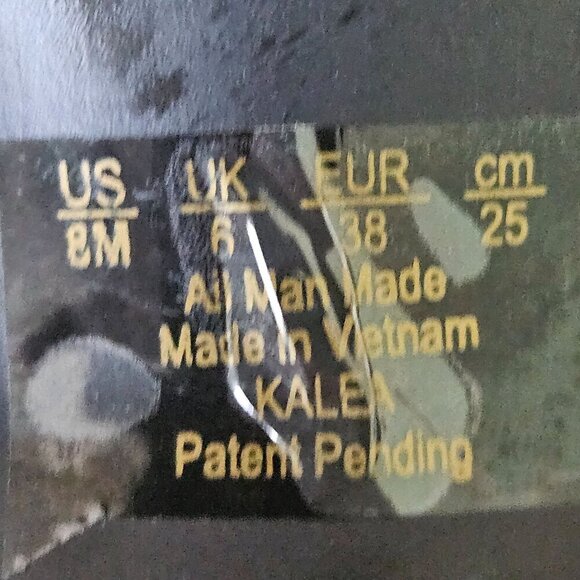 US UK EUR cm
8M 6 38 25
All Man Made
Made in Vietnam
KALEA
Patent Pending